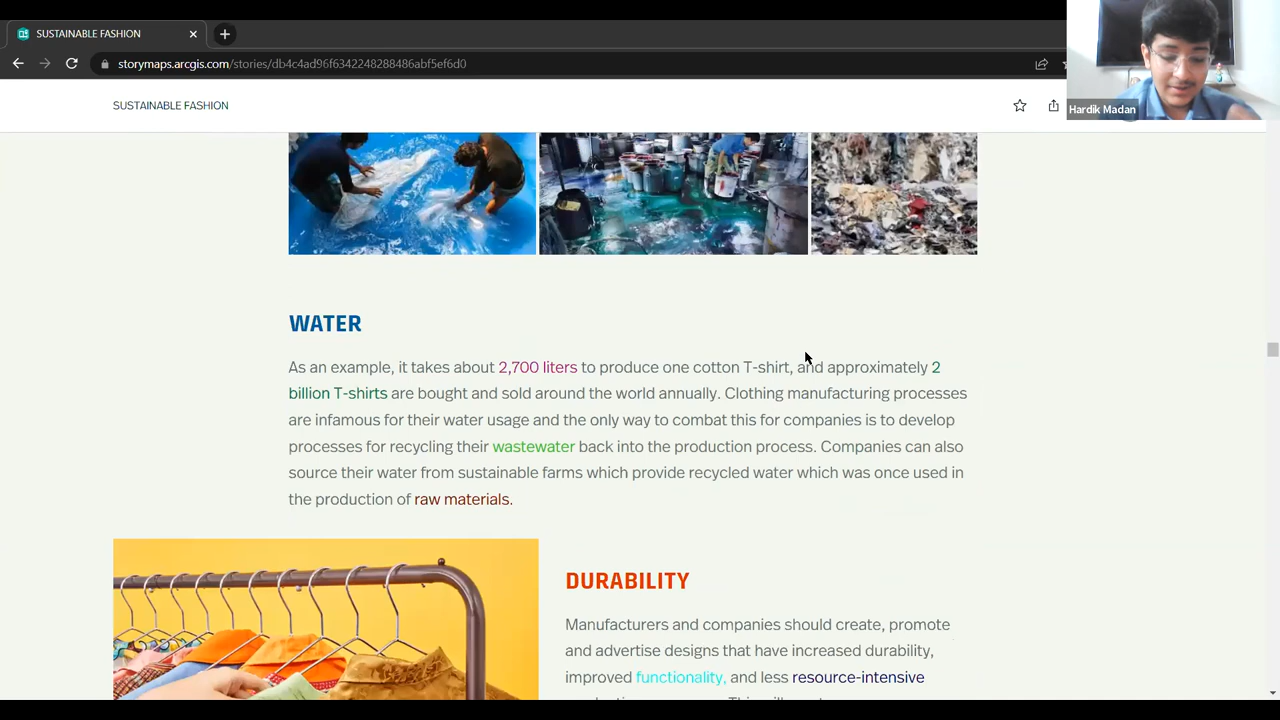 SUSTAINABLE FASHION
storymaps.arcgis.com/stories/db4c4ad96f6342248288486abf5ef6d0
Hardik Madan
SUSTAINABLE FASHION
WATER
As an example, it takes about 2,700 liters to produce one cotton T-shirt, and approximately 2
billion T-shirts are bought and sold around the world annually. Clothing manufacturing processes
are infamous for their water usage and the only way to combat this for companies is to develop
processes for recycling their wastewater back into the production process. Companies can also
source their water from sustainable farms which provide recycled water which was once used in
the production of raw materials.
DURABILITY
Manufacturers and companies should create, promote
and advertise designs that have increased durability,
improved functionality, and less resource-intensive